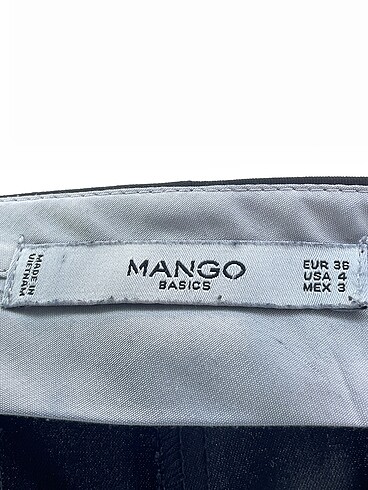 MADE IN
VIETNAM
MANGO
BASICS
EUR 36
USA 4
MEX 3